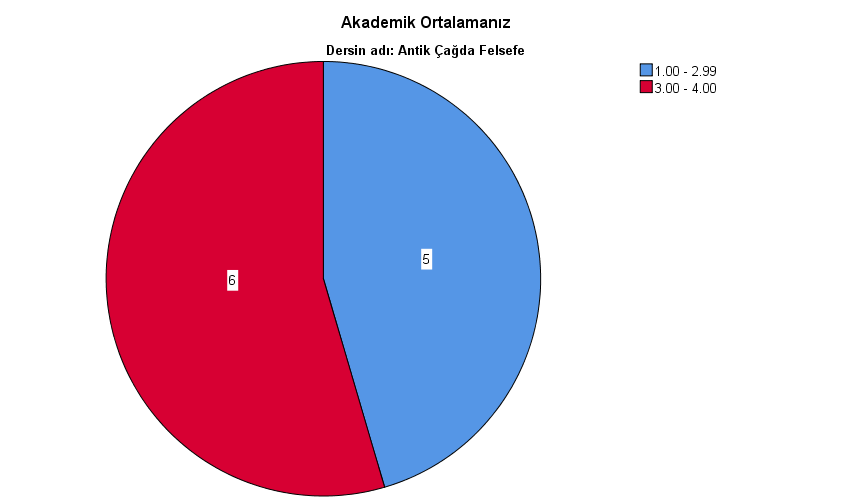 Akademik Ortalamanız
Dersin adı: Antik Çağda Felsefe
1.00 - 2.99
3.00 - 4.00
5
6